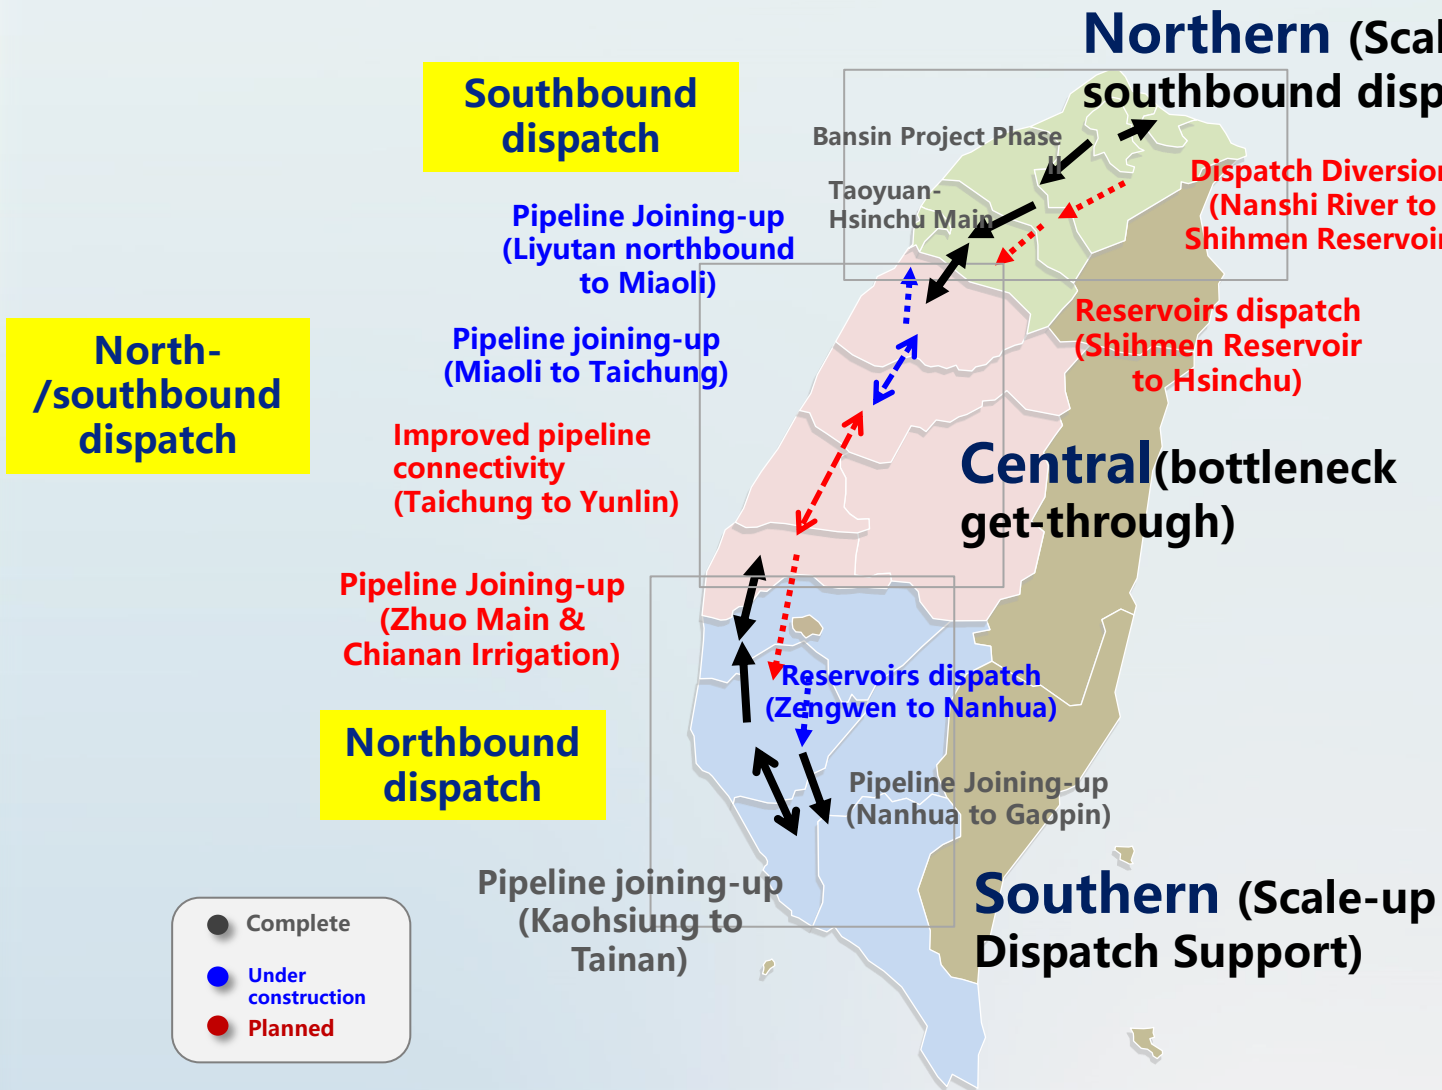 Northern (Scal
southbound disp
Southbound
dispatch
Bansin Project Phase
II
Taoyuan-
Hsinchu Main
Dispatch Diversion
(Nanshi River to
Shihmen Reservoir
Pipeline Joining-up
(Liyutan northbound
to Miaoli)
Reservoirs dispatch
(Shihmen Reservoir
to Hsinchu)
North-
/southbound
dispatch
Pipeline joining-up
(Miaoli to Taichung)
Improved pipeline
connectivity
(Taichung to Yunlin)
Central(bottleneck
get-through)
Pipeline Joining-up
(Zhuo Main &
Chianan Irrigation)
Reservoirs dispatch
(Zengwen to Nanhua)
Northbound
dispatch
Pipeline Joining-up
(Nanhua to Gaopin)
Pipeline joining-up
(Kaohsiung to
Tainan)
Southern (Scale-up
Dispatch Support)
Complete
Under
construction
Planned